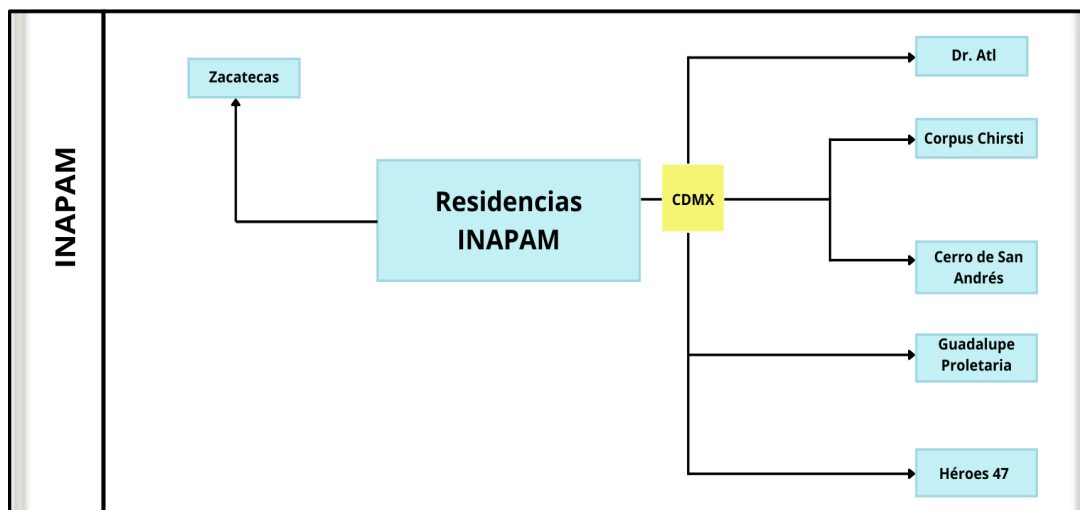 INAPAM
Zacatecas
Residencias
INAPAM
CDMX
Dr. Atl
Corpus Chirsti
Cerro de San
Andrés
Guadalupe
Proletaria
Héroes 47